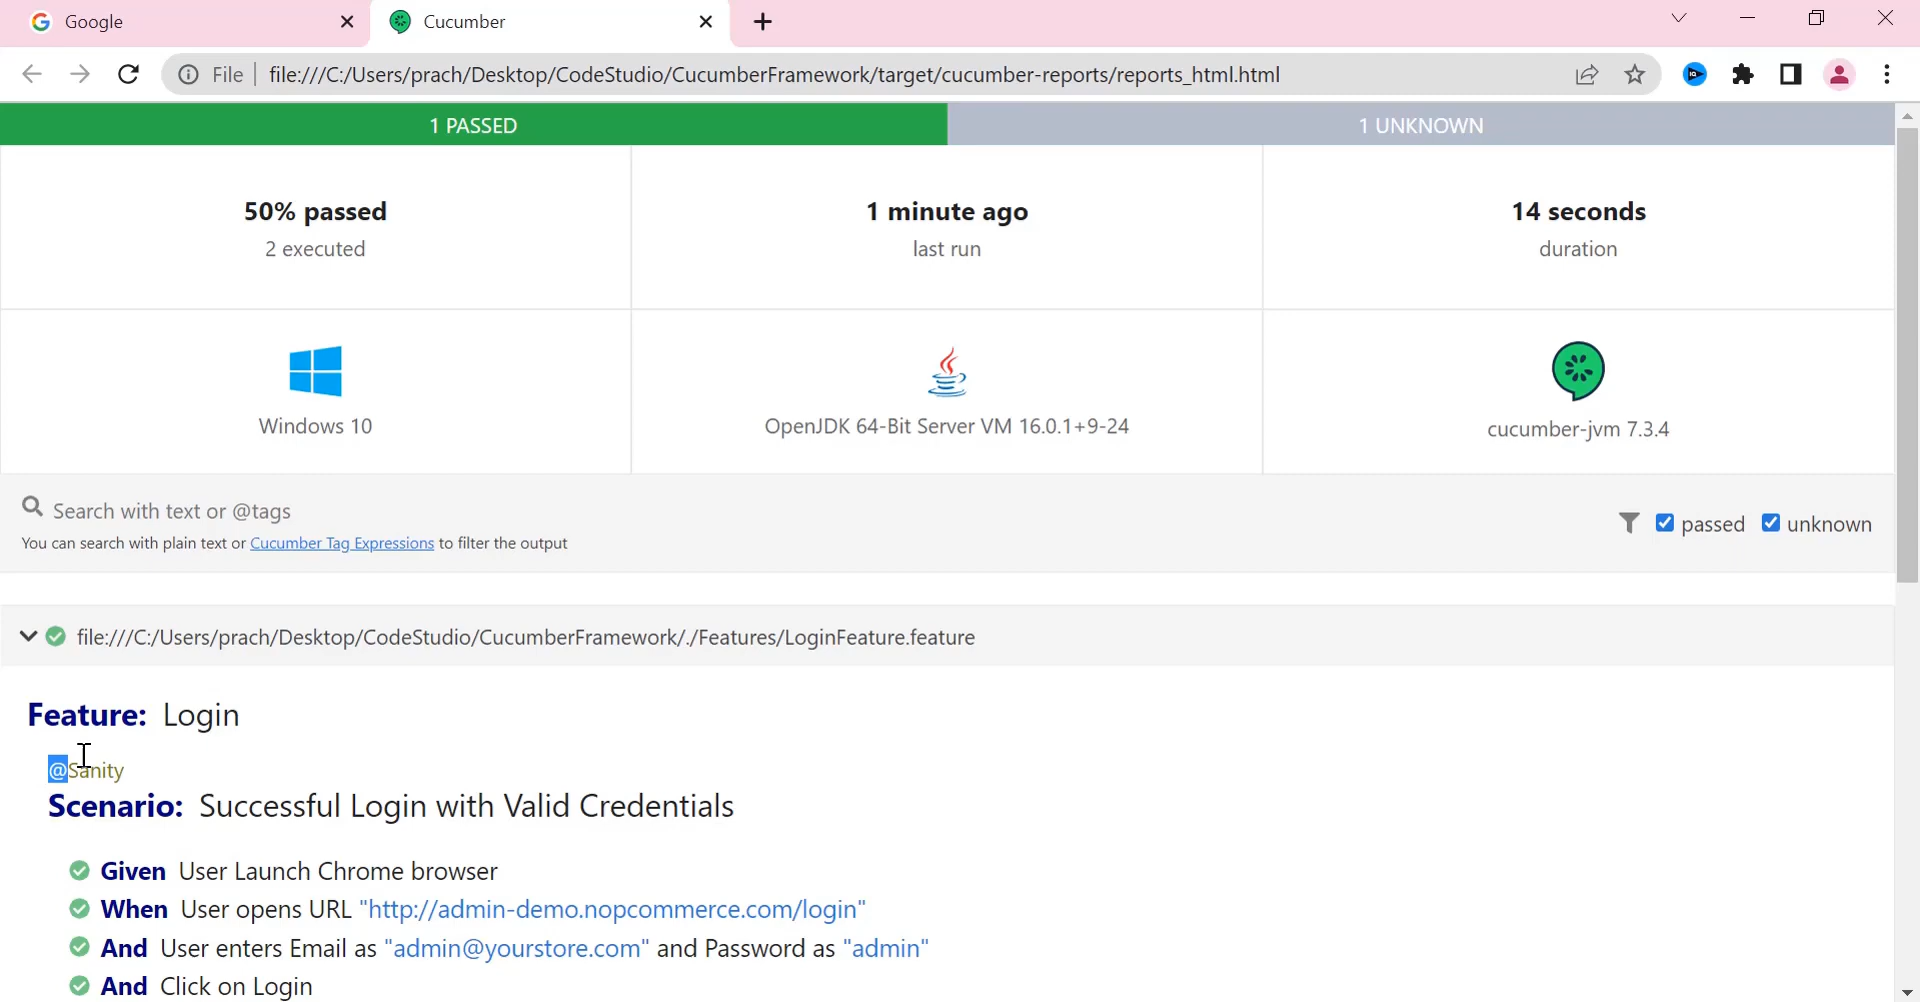 Google
Cucumber
File
file:///C:/Users/prach/Desktop/CodeStudio/CucumberFramework/target/cucumber-reports/reports_html.html
1 PASSED
1 UNKNOWN
50% passed
2 executed
1 minute ago
last run
14 seconds
duration
Windows 10
OpenJDK 64-Bit Server VM 16.0.1+9-24
cucumber-jvm 7.3.4
Search with text or @tags
You can search with plain text or Cucumber Tag Expressions to filter the output
passed
unknown
file:///C:/Users/prach/Desktop/CodeStudio/CucumberFramework/./Features/LoginFeature.feature
Feature: Login
@Sanity
Scenario: Successful Login with Valid Credentials
Given User Launch Chrome browser
When User opens URL "http://admin-demo.nopcommerce.com/login"
And User enters Email as "admin@yourstore.com" and Password as "admin"
And Click on Login